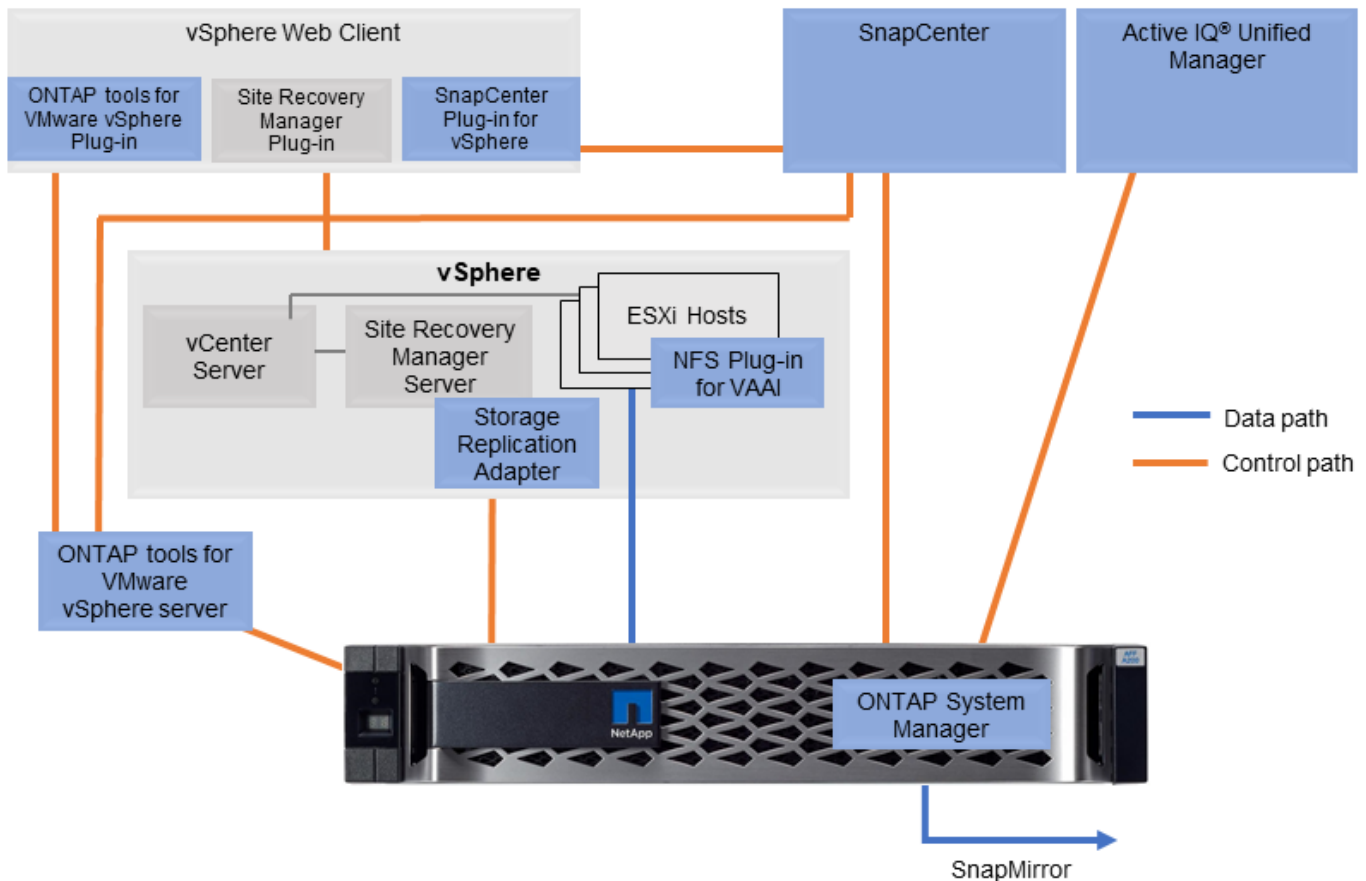 vSphere Web Client
ONTAP tools for
VMware vSphere
Plug-in
Site Recovery
Manager
Plug-in
SnapCenter
Plug-in for
vSphere
SnapCenter
Active IQ® Unified
Manager
vSphere
vCenter
Server
Site Recovery
Manager
Server
Storage
Replication
Adapter
ESXi Hosts
NFS Plug-in
for VAAI
Data path
Control path
ONTAP tools for
VMware
vSphere server
NetApp
AFF
A200
ONTAP System
Manager
SnapMirror